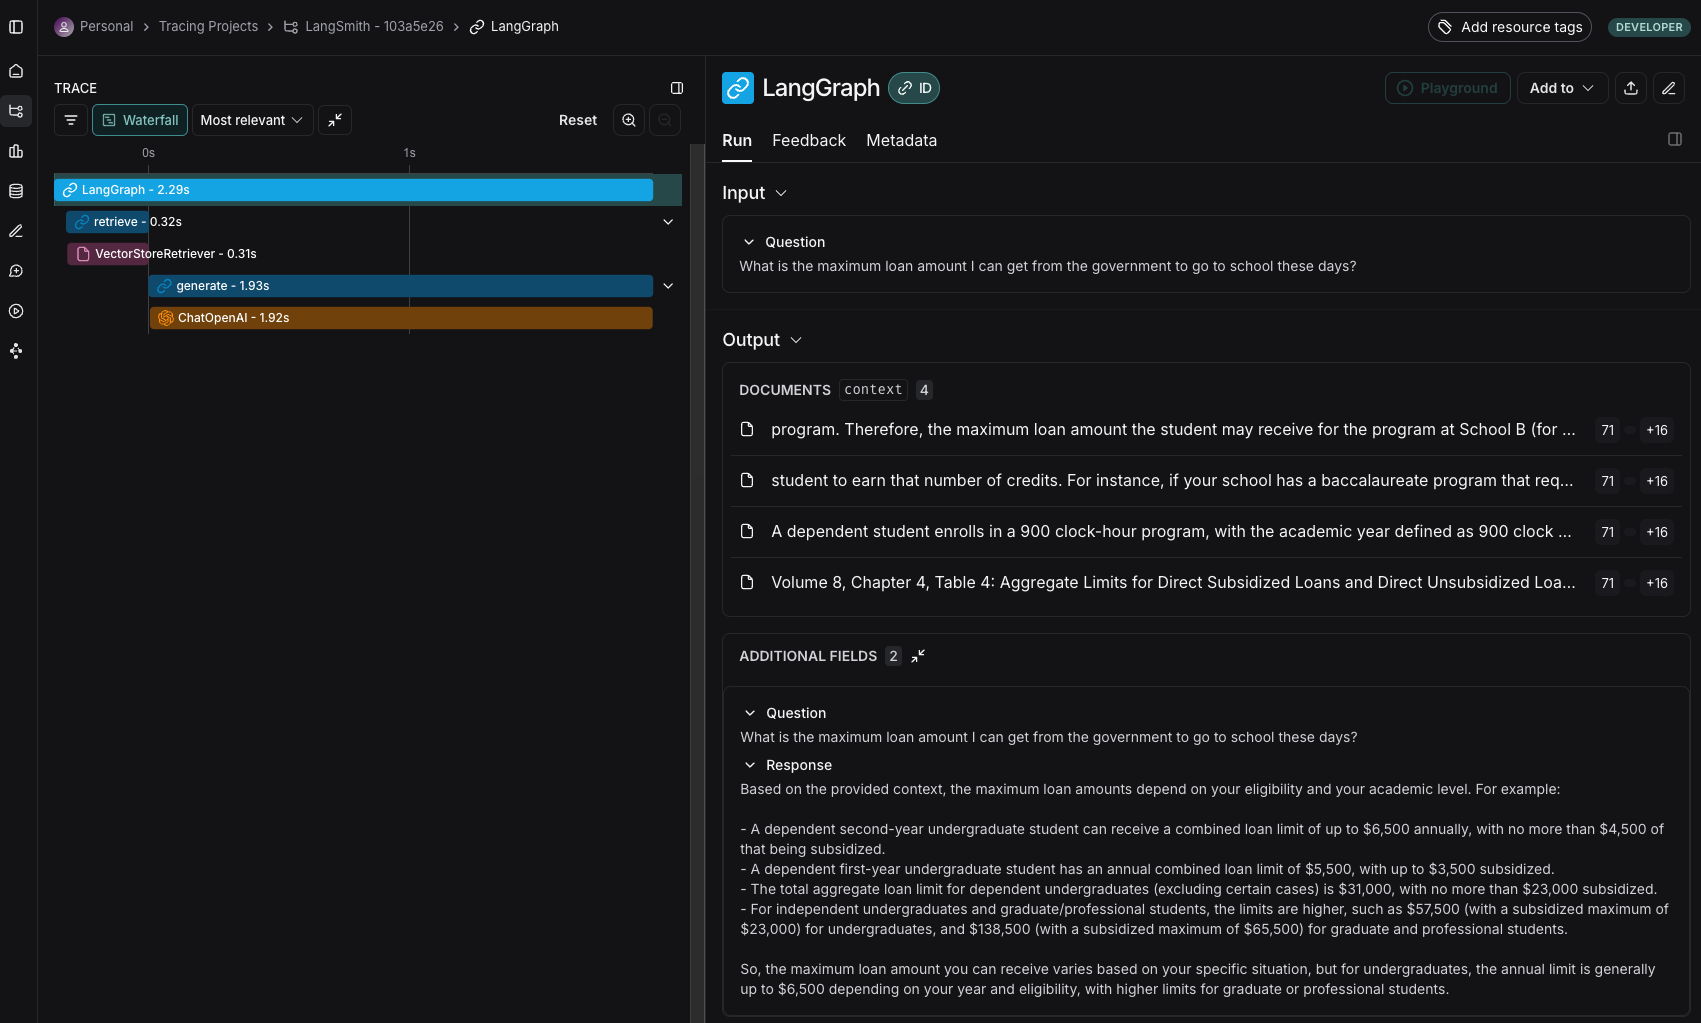 Personal > Tracing Projects > LangSmith - 103a5e26 > LangGraph
Add resource tags
DEVELOPER
TRACE
Waterfall
Most relevant
Reset
0s
1s
LangGraph - 2.29s
retrieve - 0.32s
VectorStoreRetriever - 0.31s
generate - 1.93s
ChatOpenAI - 1.92s
LangGraph
ID
Playground
Add to
Run
Feedback
Metadata
Input
Question
What is the maximum loan amount I can get from the government to go to school these days?
Output
DOCUMENTS context 4
program. Therefore, the maximum loan amount the student may receive for the program at School B (for ... 71 +16
student to earn that number of credits. For instance, if your school has a baccalaureate program that req... 71 +16
A dependent student enrolls in a 900 clock-hour program, with the academic year defined as 900 clock ... 71 +16
Volume 8, Chapter 4, Table 4: Aggregate Limits for Direct Subsidized Loans and Direct Unsubsidized Loa... 71 +16
ADDITIONAL FIELDS 2
Question
What is the maximum loan amount I can get from the government to go to school these days?
Response
Based on the provided context, the maximum loan amounts depend on your eligibility and your academic level. For example:
- A dependent second-year undergraduate student can receive a combined loan limit of up to $6,500 annually, with no more than $4,500 of
that being subsidized.
- A dependent first-year undergraduate student has an annual combined loan limit of $5,500, with up to $3,500 subsidized.
- The total aggregate loan limit for dependent undergraduates (excluding certain cases) is $31,000, with no more than $23,000 subsidized.
- For independent undergraduates and graduate/professional students, the limits are higher, such as $57,500 (with a subsidized maximum of
$23,000) for undergraduates, and $138,500 (with a subsidized maximum of $65,500) for graduate and professional students.
So, the maximum loan amount you can receive varies based on your specific situation, but for undergraduates, the annual limit is generally
up to $6,500 depending on your year and eligibility, with higher limits for graduate or professional students.